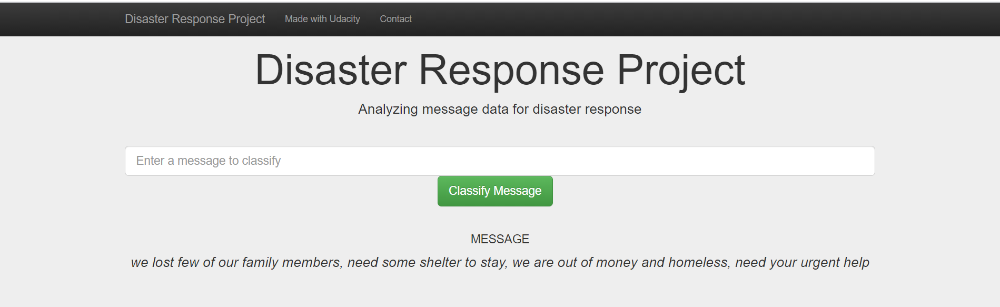 Disaster Response Project Made with Udacity Contact
Disaster Response Project
Analyzing message data for disaster response
Enter a message to classify
Classify Message
MESSAGE
we lost few of our family members, need some shelter to stay, we are out of money and homeless, need your urgent help